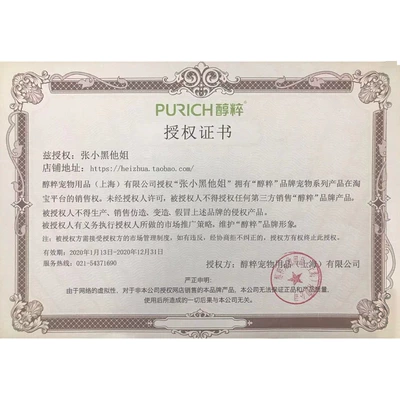 PURICH醇粹®
授权证书
兹授权：张小黑他姐
店铺地址：https://heizhua.taobao.com/
醇粹宠物用品（上海）有限公司授权“张小黑他姐”拥有“醇粹”品牌宠物系列产品在淘
宝平台的销售权。未经授权人许可，被授权人不得授权任何第三方销售“醇粹”品牌产品。
被授权人不得生产、销售仿造、变造、假冒上述品牌的侵权产品。
被授权人有义务执行授权人所做的市场推广策略，维护“醇粹”品牌形象。
*被授权方需接受授权方的市场管理制度，如有违反，经协商拒不纠正的，授权方有权终止此授权。
有效期：2020年1月13日-2020年12月31日
服务热线：021-54371690
授权方：醇粹宠物用品（上海）有限公司
严正申明：
由于网络的虚拟性，对于非本公司授权网店销售的本品牌产品，本公司无法保证正品和产品质量，
使用后所造成的一切后果与本公司无关。